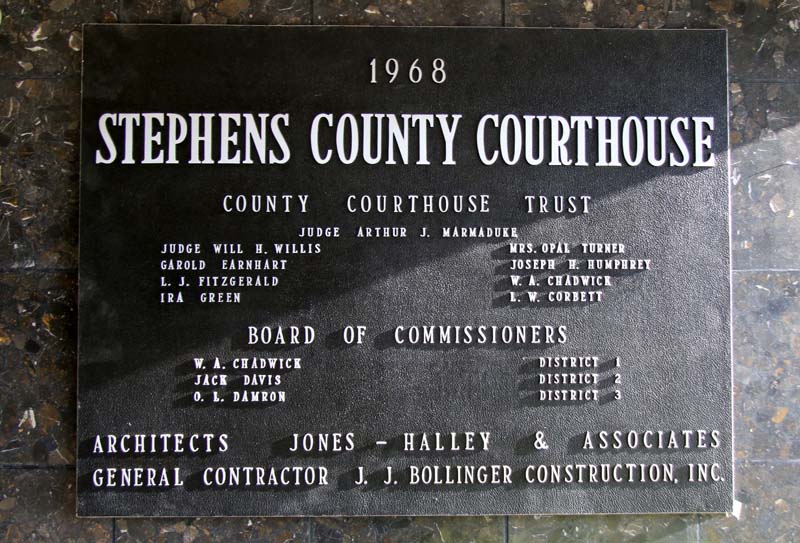 1968
STEPHENS COUNTY COURTHOUSE
COUNTY COURTHOUSE TRUST
JUDGE ARTHUR J. MARMADUKE
JUDGE WILL H. WILLIS MRS. OPAL TURNER
GAROLD EARNHART JOSEPH H. HUMPHREY
L. J. FITZGERALD W. A. CHADWICK
IRA GREEN L. W. CORBETT
BOARD OF COMMISSIONERS
W. A. CHADWICK DISTRICT 1
JACK DAVIS DISTRICT 2
O. L. DAMRON DISTRICT 3
ARCHITECTS JONES - HALLEY & ASSOCIATES
GENERAL CONTRACTOR J. J. BOLLINGER CONSTRUCTION, INC.